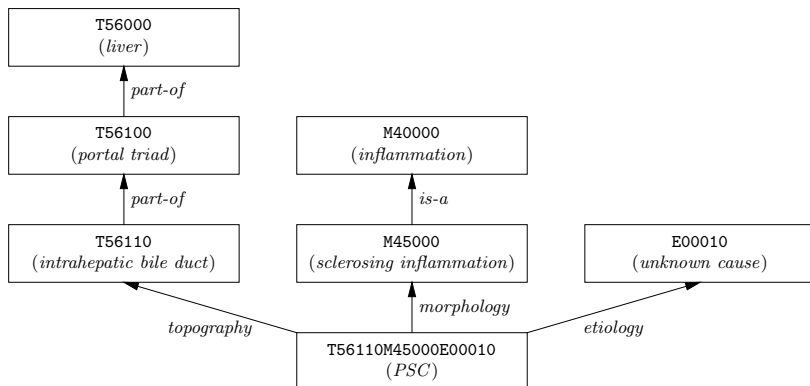 T56000
(liver)
part-of
T56100
(portal triad)
M40000
(inflammation)
part-of
is-a
T56110
(intrahepatic bile duct)
M45000
(sclerosing inflammation)
E00010
(unknown cause)
topography
morphology
etiology
T56110M45000E00010
(PSC)